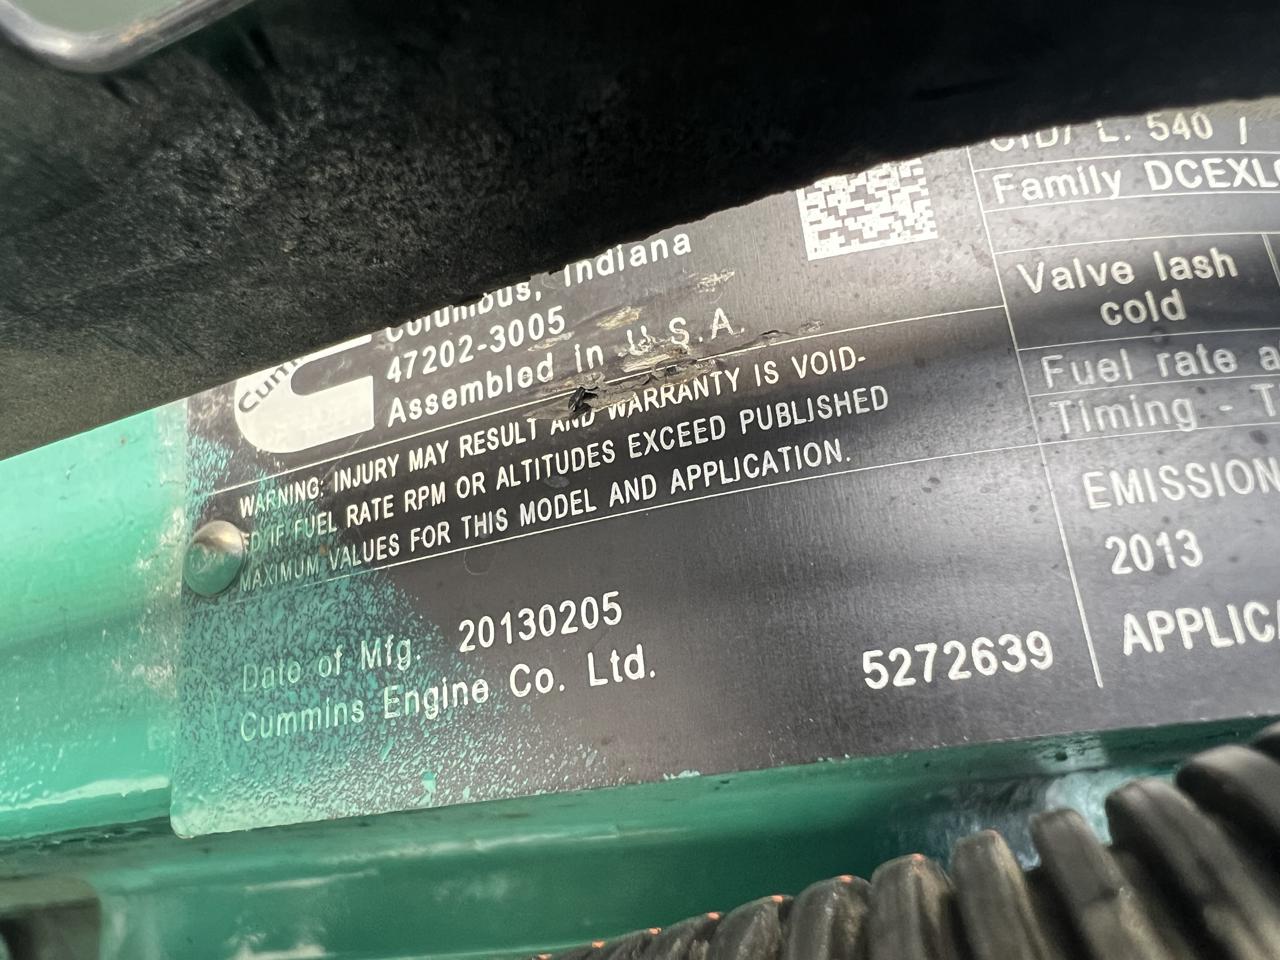 Columbus, Indiana
47202-3005
Assembled in U.S.A.
WARNING: INJURY MAY RESULT AND WARRANTY IS VOID-
ED IF FUEL RATE RPM OR ALTITUDES EXCEED PUBLISHED
MAXIMUM VALUES FOR THIS MODEL AND APPLICATION.
Date of Mfg. 20130205
Cummins Engine Co. Ltd.
5272639
CID/ L. 540 /
Family DCEXL
Valve lash
cold
Fuel rate a
Timing - T
EMISSION
2013
APPLIC